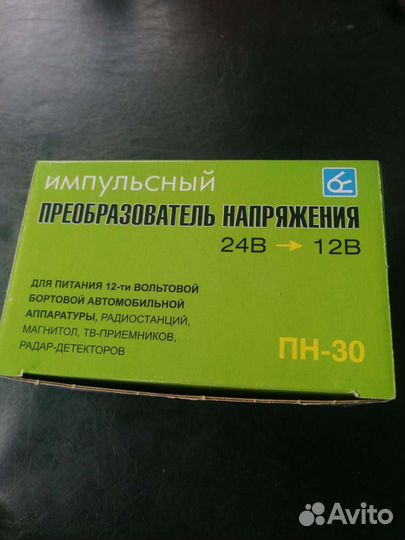 ИМПУЛЬСНЫЙ
ПРЕОБРАЗОВАТЕЛЬ НАПРЯЖЕНИЯ
24В → 12В
ДЛЯ ПИТАНИЯ 12-ти ВОЛЬТОВОЙ
БОРТОВОЙ АВТОМОБИЛЬНОЙ
АППАРАТУРЫ, РАДИОСТАНЦИЙ,
МАГНИТОЛ, ТВ-ПРИЕМНИКОВ,
РАДАР-ДЕТЕКТОРОВ
ПН-30
Avito